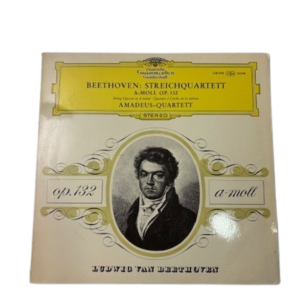 Deutsche
Grammophon
Gesellschaft
BEETHOVEN: STREICHQUARTETT
A-MOLL OP. 132
AMADEUS-QUARTETT
STEREO
op. 132
a-moll
LUDWIG VAN BEETHOVEN